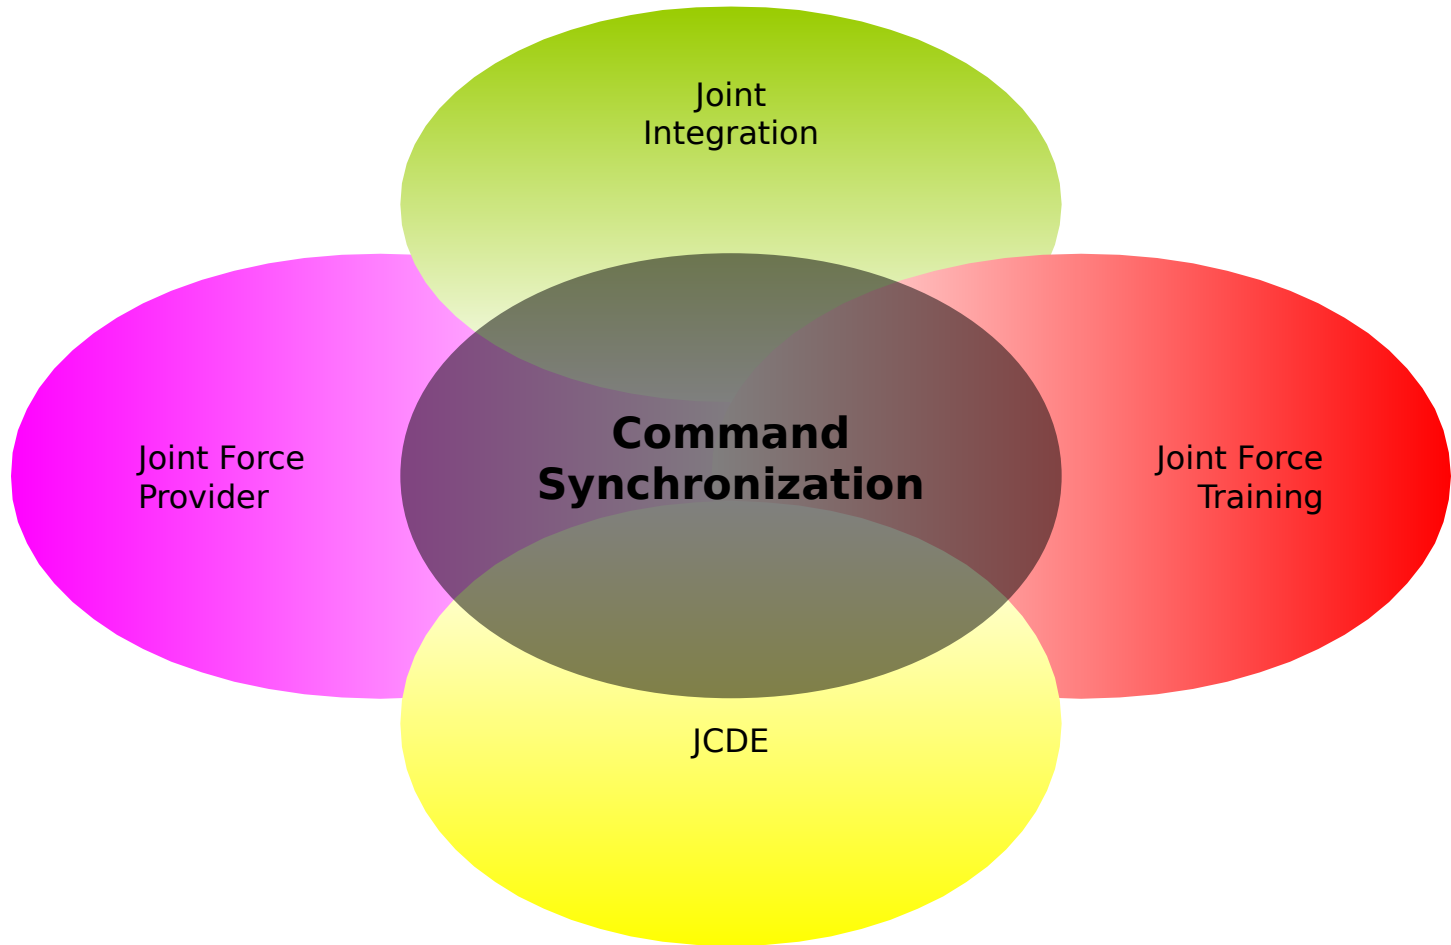 Joint
Integration
Joint Force
Provider
Command
Synchronization
Joint Force
Training
JCDE